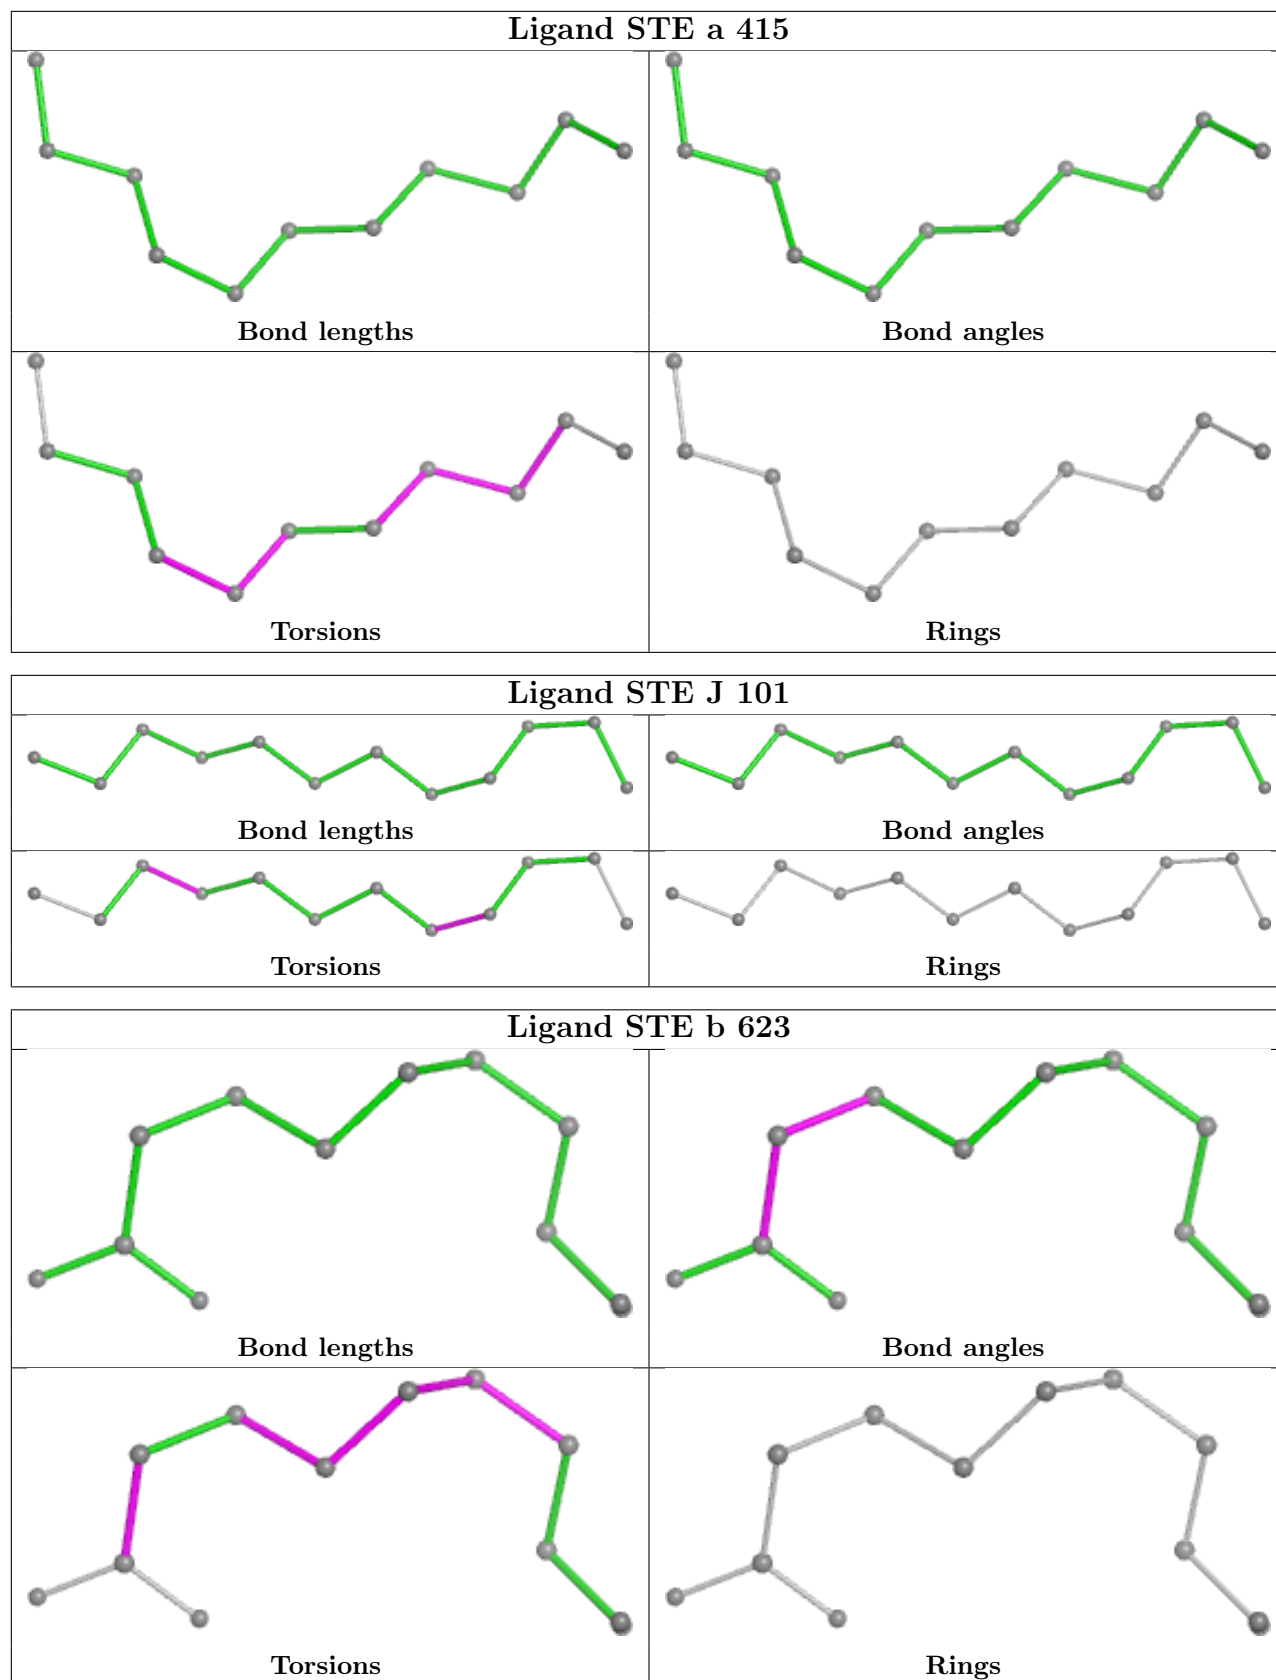 Ligand STE a 415
Bond lengths
Bond angles
Torsions
Rings
Ligand STE J 101
Bond lengths
Bond angles
Torsions
Rings
Ligand STE b 623
Bond lengths
Bond angles
Torsions
Rings